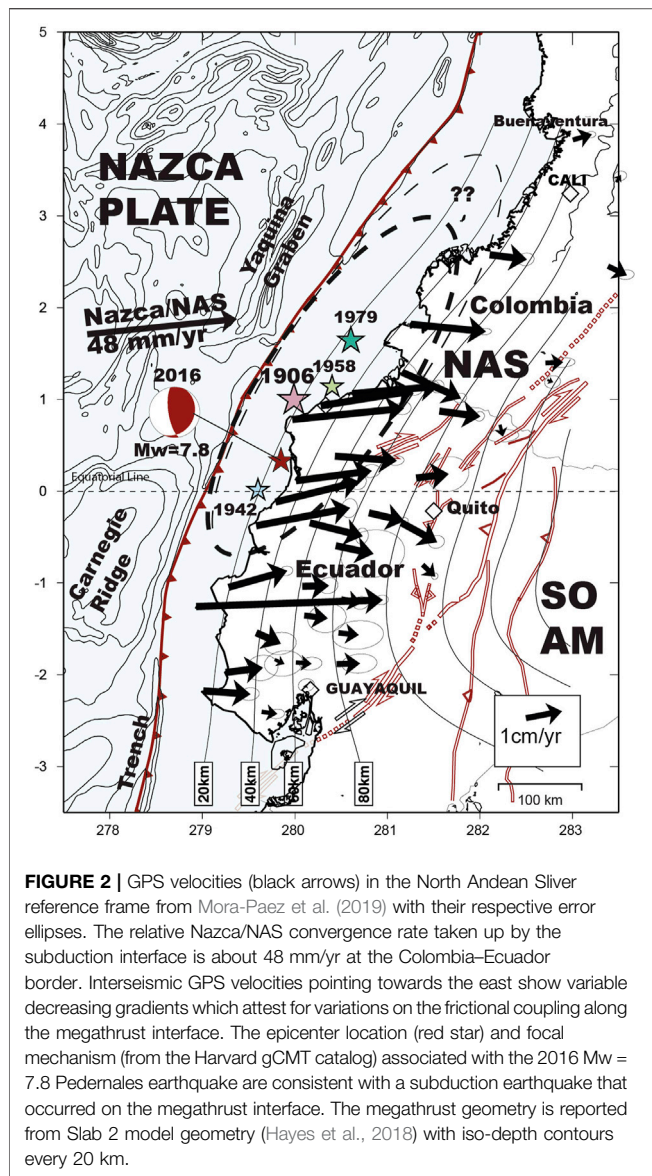 5
4
3
2
1
0
-1
-2
-3
NAZCA
PLATE
Yaquina
Graben
Buenaventura
CALI
??
Nazca/NAS
48 mm/yr
1979
Colombia
NAS
2016
1906
1958
Mw=7.8
Equatorial Line
1942
Quito
Carnegie
Ridge
Ecuador
SO
AM
GUAYAQUIL
Trench
1cm/yr
20km
40km
60km
80km
100 km
278
279
280
281
282
283
FIGURE 2 | GPS velocities (black arrows) in the North Andean Sliver
reference frame from Mora-Paez et al. (2019) with their respective error
ellipses. The relative Nazca/NAS convergence rate taken up by the
subduction interface is about 48 mm/yr at the Colombia–Ecuador
border. Interseismic GPS velocities pointing towards the east show variable
decreasing gradients which attest for variations on the frictional coupling along
the megathrust interface. The epicenter location (red star) and focal
mechanism (from the Harvard gCMT catalog) associated with the 2016 Mw =
7.8 Pedernales earthquake are consistent with a subduction earthquake that
occurred on the megathrust interface. The megathrust geometry is reported
from Slab 2 model geometry (Hayes et al., 2018) with iso-depth contours
every 20 km.